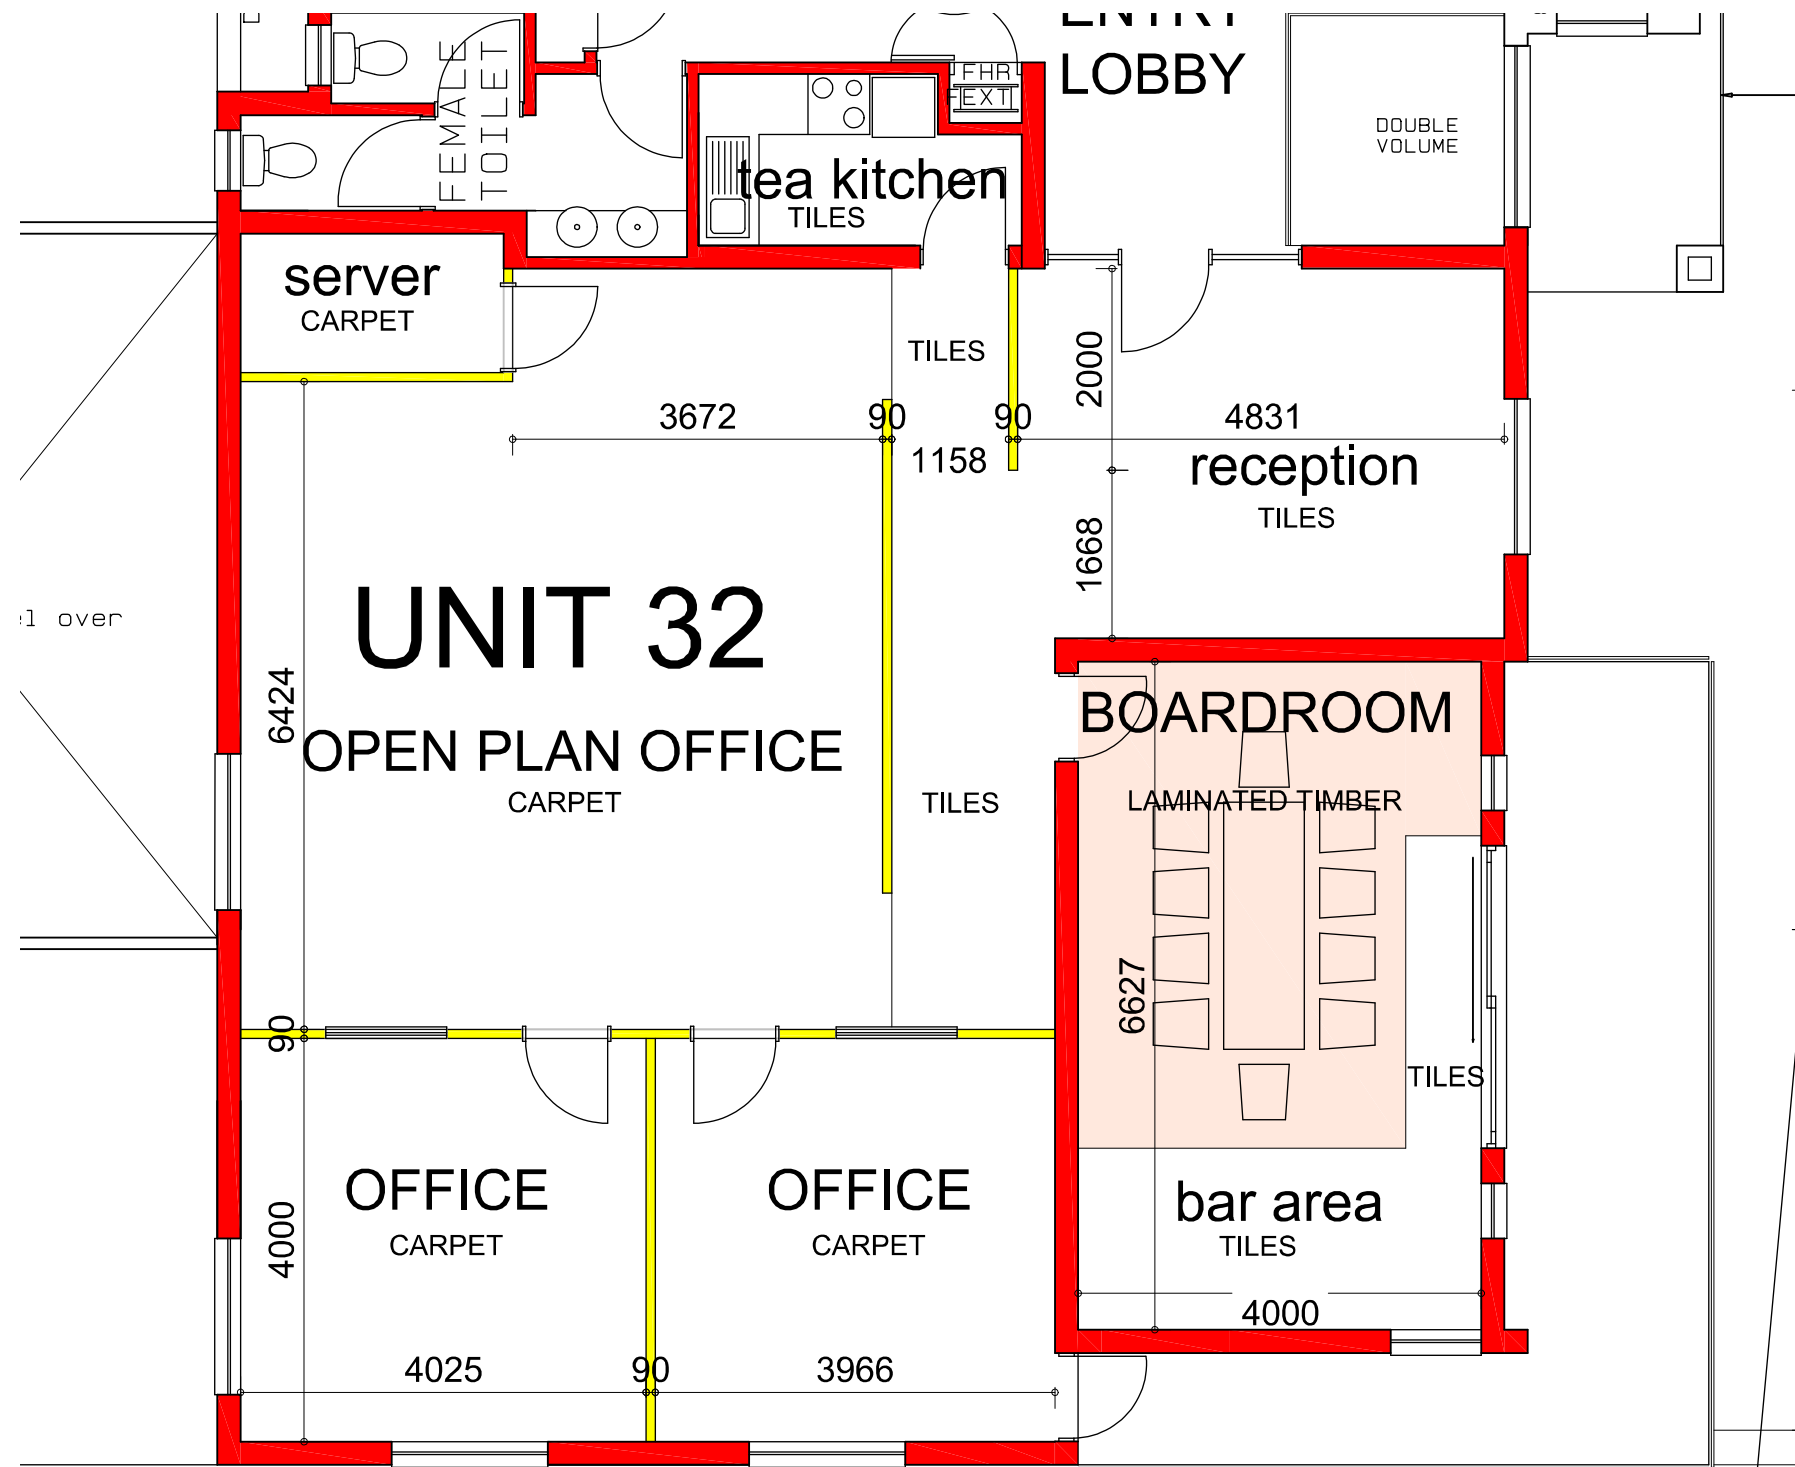 ENTRY
LOBBY
FHR
EXT
DOUBLE
VOLUME
FEMALE
TOILET
tea kitchen
TILES
server
CARPET
TILES
2000
3672
90
90
4831
1158
reception
TILES
1668
over
UNIT 32
6424
OPEN PLAN OFFICE
CARPET
TILES
BOARDROOM
LAMINATED TIMBER
6627
TILES
90
OFFICE
CARPET
OFFICE
CARPET
4000
bar area
TILES
4000
4025
90
3966